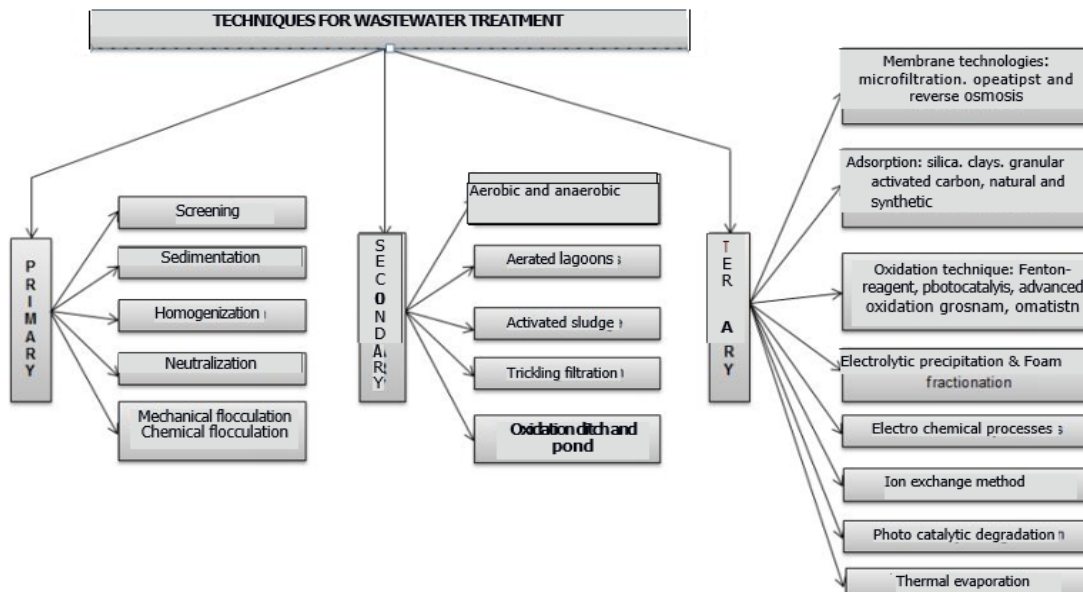 TECHNIQUES FOR WASTEWATER TREATMENT
PRIMARY
Screening
Sedimentation
Homogenization
Neutralization
Mechanical flocculation
Chemical flocculation
SECONDARY
Aerobic and anaerobic
Aerated lagoons
Activated sludge
Trickling filtration
Oxidation ditch and
pond
TER ARY
Membrane technologies:
microfiltration. opeatipst and
reverse osmosis
Adsorption: silica. clays. granular
activated carbon, natural and
synthetic
Oxidation technique: Fenton-
reagent, pbotocatalyis, advanced
oxidation grosnam, omatistn
Electrolytic precipitation & Foam
fractionation
Electro chemical processes
Ion exchange method
Photo catalytic degradation
Thermal evaporation